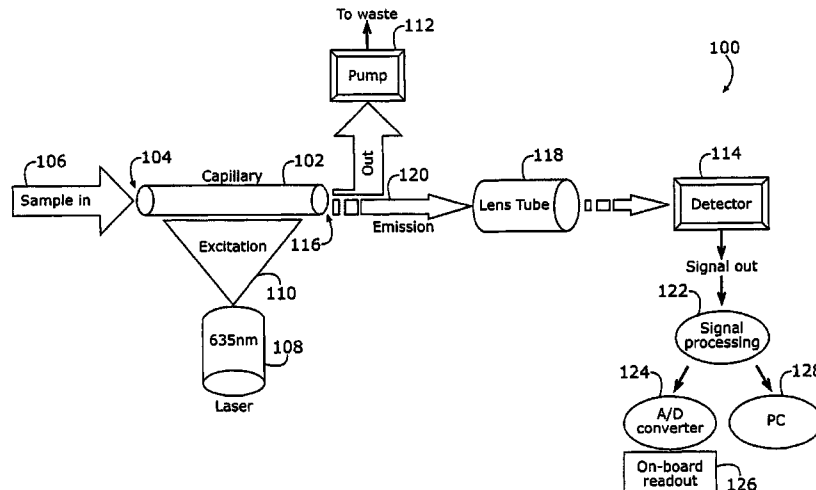 To waste
112
Pump
100
106
104
Capillary
102
Out
120
118
114
Sample in
Lens Tube
Detector
Excitation
116
Emission
110
Signal out
122
635nm
108
Signal
processing
Laser
124
128
A/D
converter
PC
On-board
readout
126